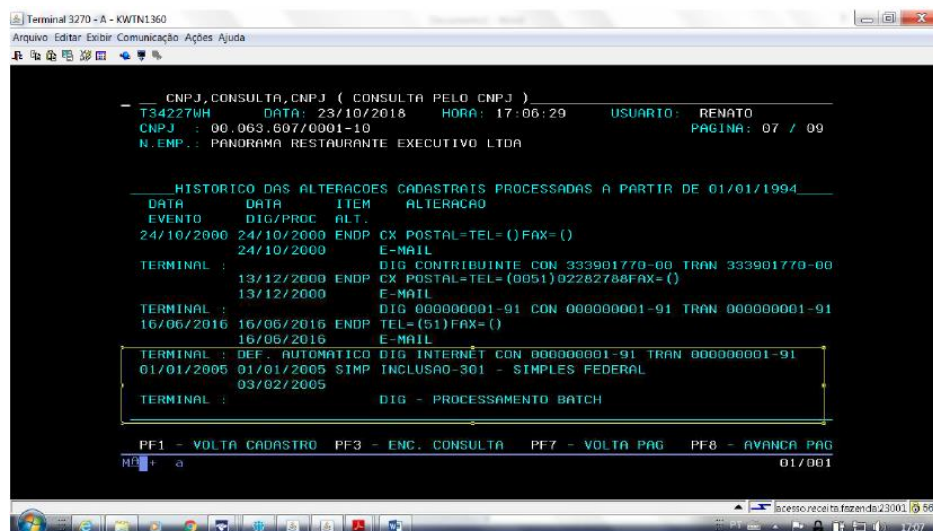 Terminal 3270 - A - KWTN1360
Arquivo Editar Exibir Comunicação Ações Ajuda
CNPJ,CONSULTA,CNPJ ( CONSULTA PELO CNPJ )
T34227WH DATA: 23/10/2018 HORA: 17:06:29 USUARIO: RENATO
CNPJ : 00.063.607/0001-10 PAGINA: 07 / 09
N.EMP.: PANORAMA RESTAURANTE EXECUTIVO LTDA
HISTORICO DAS ALTERACOES CADASTRAIS PROCESSADAS A PARTIR DE 01/01/1994
DATA DATA ITEM ALTERACAO
EVENTO DIG/PROC ALT.
24/10/2000 24/10/2000 ENDP CX POSTAL=TEL=()FAX=()
24/10/2000 E-MAIL
TERMINAL : DIG CONTRIBUINTE CON 333901770-00 TRAN 333901770-00
13/12/2000 ENDP CX POSTAL=TEL=(0051)02282788FAX=()
13/12/2000 E-MAIL
TERMINAL : DIG 000000001-91 CON 000000001-91 TRAN 000000001-91
16/06/2016 16/06/2016 ENDP TEL=(51)FAX=()
16/06/2016 E-MAIL
TERMINAL : DEF. AUTOMATICO DIG INTERNET CON 000000001-91 TRAN 000000001-91
01/01/2005 01/01/2005 SIMP INCLUSAO-301 - SIMPLES FEDERAL
03/02/2005
TERMINAL : DIG - PROCESSAMENTO BATCH
PF1 - VOLTA CADASTRO PF3 - ENC. CONSULTA PF7 - VOLTA PAG PF8 - AVANCA PAG
a 01/001
acesso.receita.fazenda:23001 56
PT 17:07